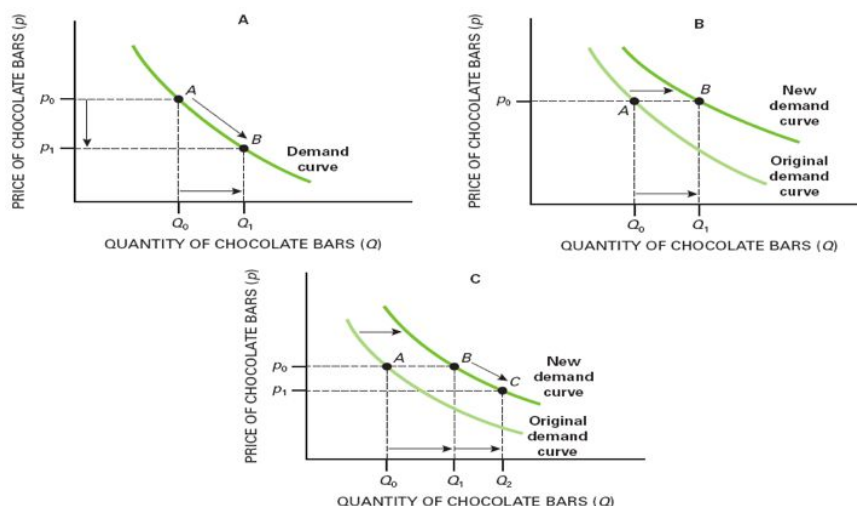 A
PRICE OF CHOCOLATE BARS (p)
p₀
A
B
p₁
Demand
curve
Q₀
Q₁
QUANTITY OF CHOCOLATE BARS (Q)
B
PRICE OF CHOCOLATE BARS (p)
p₀
A
B
New
demand
curve
Original
demand
curve
Q₀
Q₁
QUANTITY OF CHOCOLATE BARS (Q)
C
PRICE OF CHOCOLATE BARS (p)
p₀
A
B
C
p₁
New
demand
curve
Original
demand
curve
Q₀
Q₁
Q₂
QUANTITY OF CHOCOLATE BARS (Q)